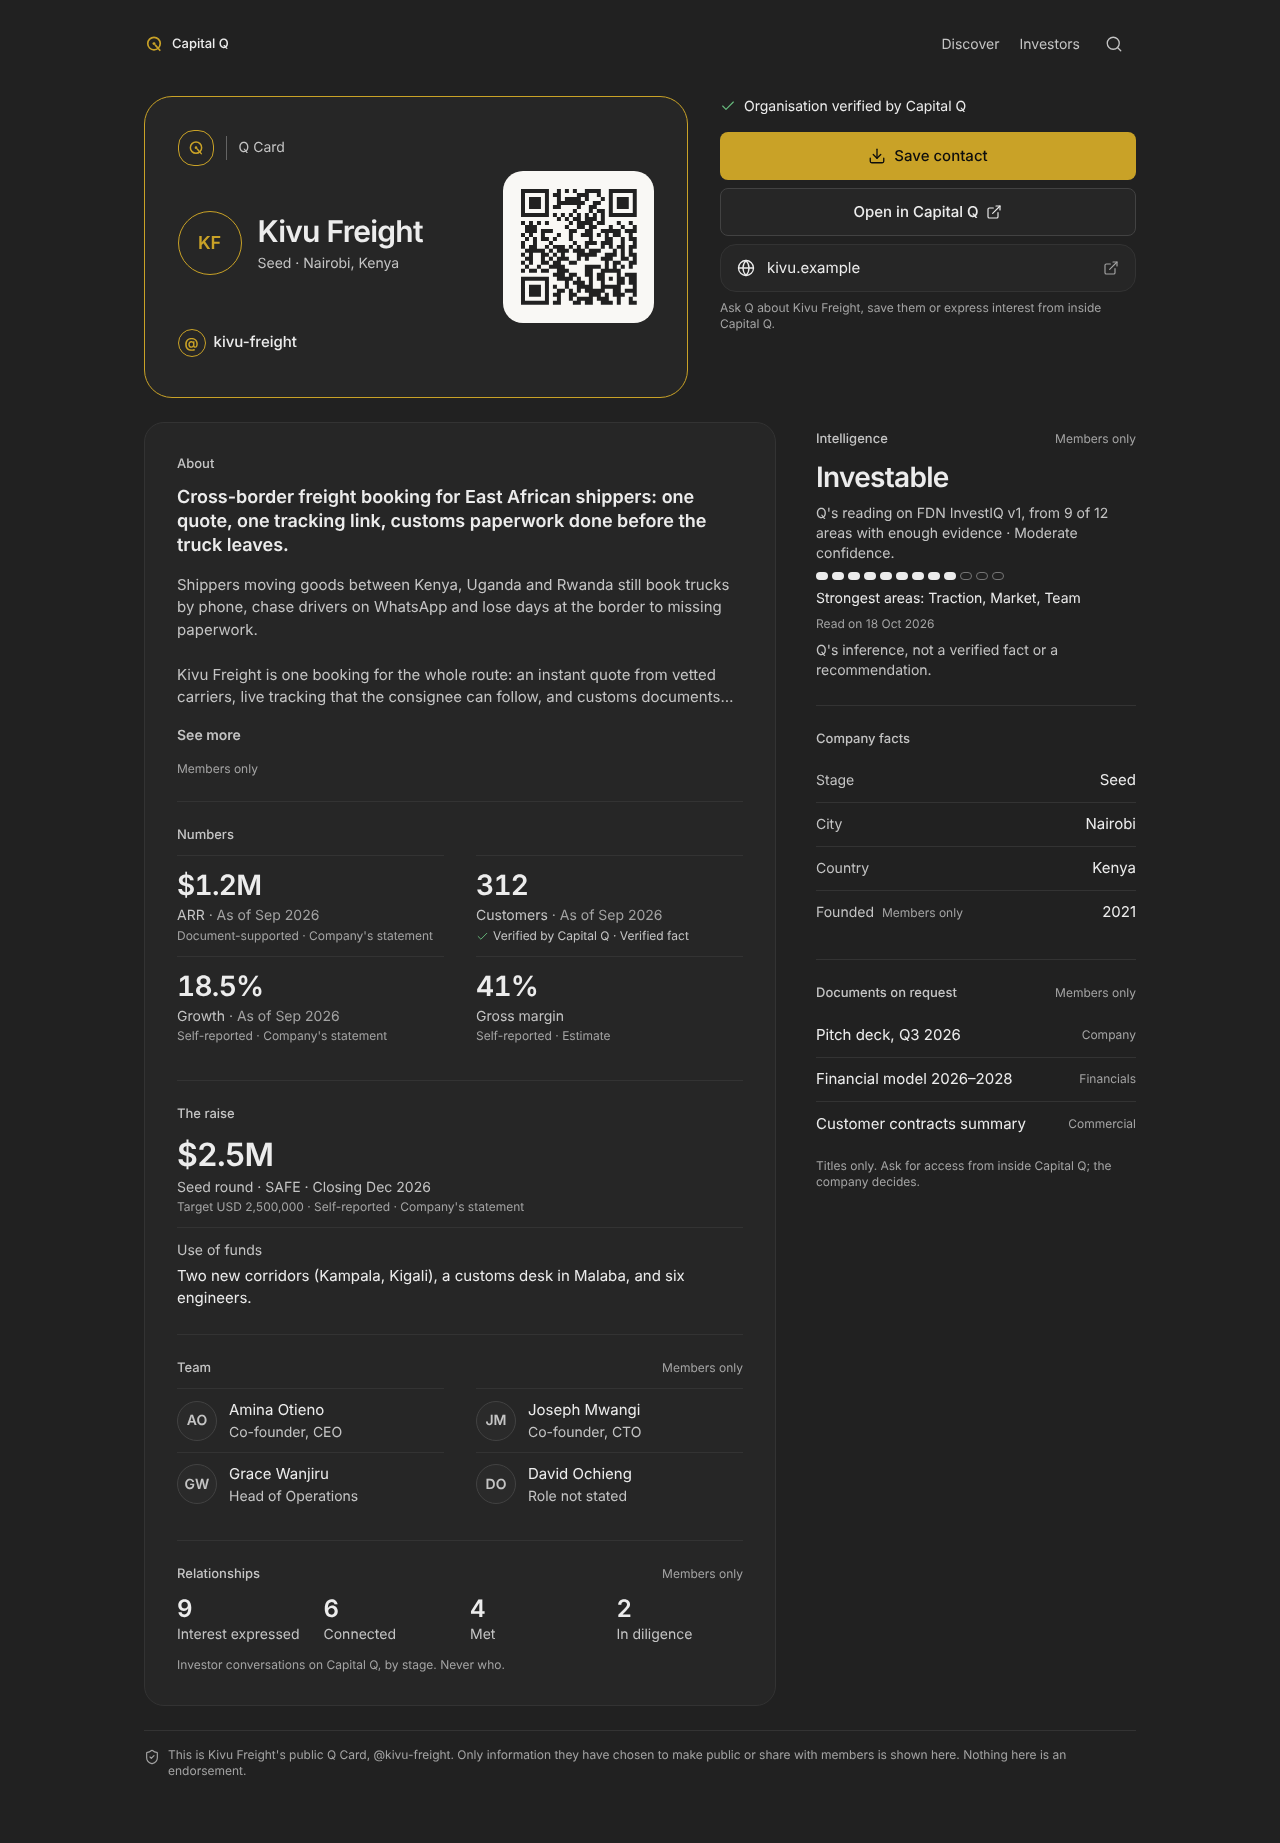 Capital Q
Discover
Investors
Q Card
KF
Kivu Freight
Seed · Nairobi, Kenya
@ kivu-freight
Organisation verified by Capital Q
Save contact
Open in Capital Q
kivu.example
Ask Q about Kivu Freight, save them or express interest from inside
Capital Q.
About
Cross-border freight booking for East African shippers: one
quote, one tracking link, customs paperwork done before the
truck leaves.
Shippers moving goods between Kenya, Uganda and Rwanda still book trucks
by phone, chase drivers on WhatsApp and lose days at the border to missing
paperwork.
Kivu Freight is one booking for the whole route: an instant quote from vetted
carriers, live tracking that the consignee can follow, and customs documents...
See more
Members only
Numbers
$1.2M
ARR · As of Sep 2026
Document-supported · Company's statement
312
Customers · As of Sep 2026
Verified by Capital Q · Verified fact
18.5%
Growth · As of Sep 2026
Self-reported · Company's statement
41%
Gross margin
Self-reported · Estimate
The raise
$2.5M
Seed round · SAFE · Closing Dec 2026
Target USD 2,500,000 · Self-reported · Company's statement
Use of funds
Two new corridors (Kampala, Kigali), a customs desk in Malaba, and six
engineers.
Team
Members only
AO
Amina Otieno
Co-founder, CEO
JM
Joseph Mwangi
Co-founder, CTO
GW
Grace Wanjiru
Head of Operations
DO
David Ochieng
Role not stated
Relationships
Members only
9
Interest expressed
6
Connected
4
Met
2
In diligence
Investor conversations on Capital Q, by stage. Never who.
Intelligence
Members only
Investable
Q's reading on FDN InvestIQ v1, from 9 of 12
areas with enough evidence · Moderate
confidence.
Strongest areas: Traction, Market, Team
Read on 18 Oct 2026
Q's inference, not a verified fact or a
recommendation.
Company facts
Stage
Seed
City
Nairobi
Country
Kenya
Founded Members only
2021
Documents on request
Members only
Pitch deck, Q3 2026
Company
Financial model 2026–2028
Financials
Customer contracts summary
Commercial
Titles only. Ask for access from inside Capital Q; the
company decides.
This is Kivu Freight's public Q Card, @kivu-freight. Only information they have chosen to make public or share with members is shown here. Nothing here is an
endorsement.